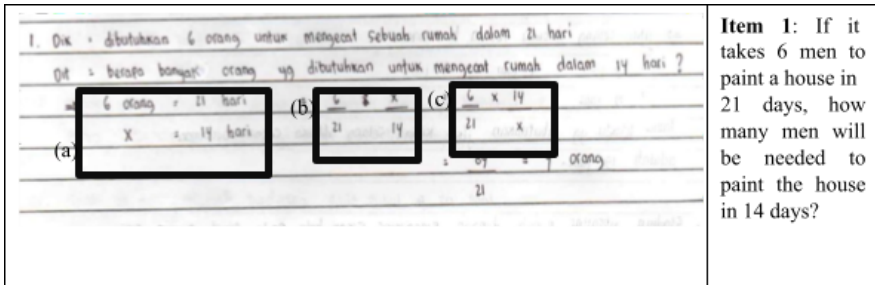 1. Dik : dibutuhkan 6 orang untuk mengecat sebuah rumah dalam 21 hari
Dit : berapa banyak orang yg dibutuhkan untuk mengecat rumah dalam 14 hari ?
6 orang = 21 hari
x = 14 hari
(a)
(b) 6 x
21 14
(c) 6 x 14
21 x
= = orang
21
Item 1: If it
takes 6 men to
paint a house in
21 days, how
many men will
be needed to
paint the house
in 14 days?